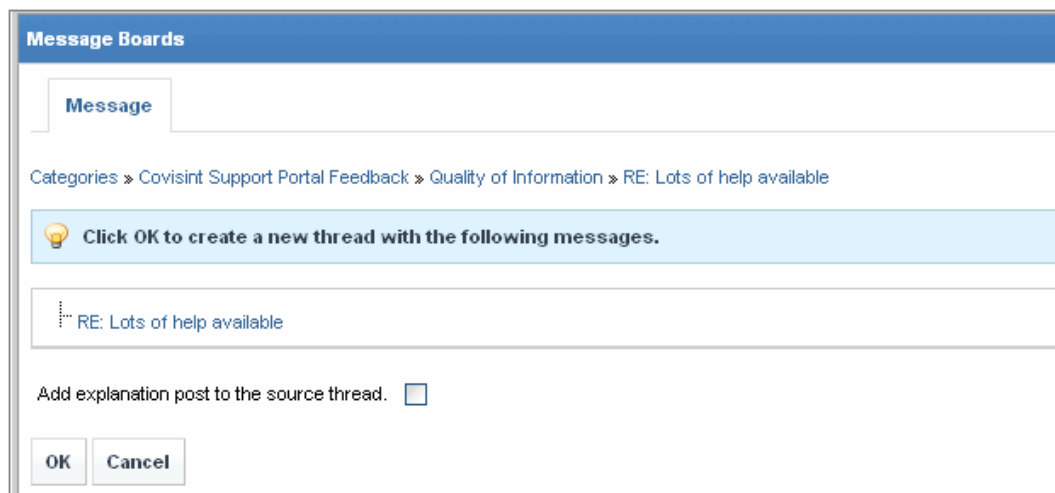 Message Boards
Message
Categories » Covisint Support Portal Feedback » Quality of Information » RE: Lots of help available
Click OK to create a new thread with the following messages.
RE: Lots of help available
Add explanation post to the source thread.
OK Cancel